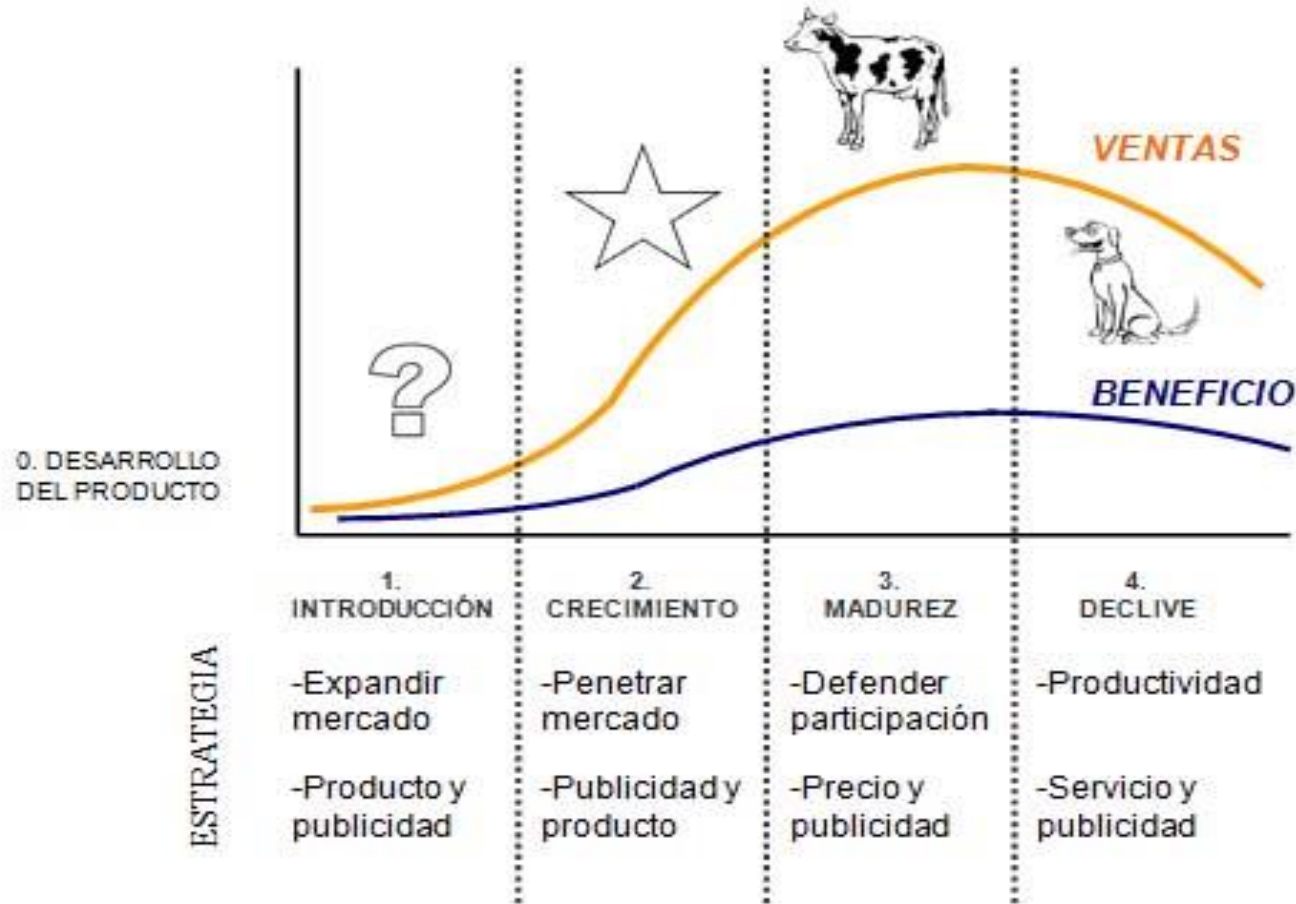 VENTAS
?
BENEFICIO
0. DESARROLLO
DEL PRODUCTO
1.
INTRODUCCIÓN
2.
CRECIMIENTO
3.
MADUREZ
4.
DECLIVE
ESTRATEGIA
-Expandir
mercado
-Producto y
publicidad
-Penetrar
mercado
-Publicidad y
producto
-Defender
participación
-Precio y
publicidad
-Productividad
-Servicio y
publicidad